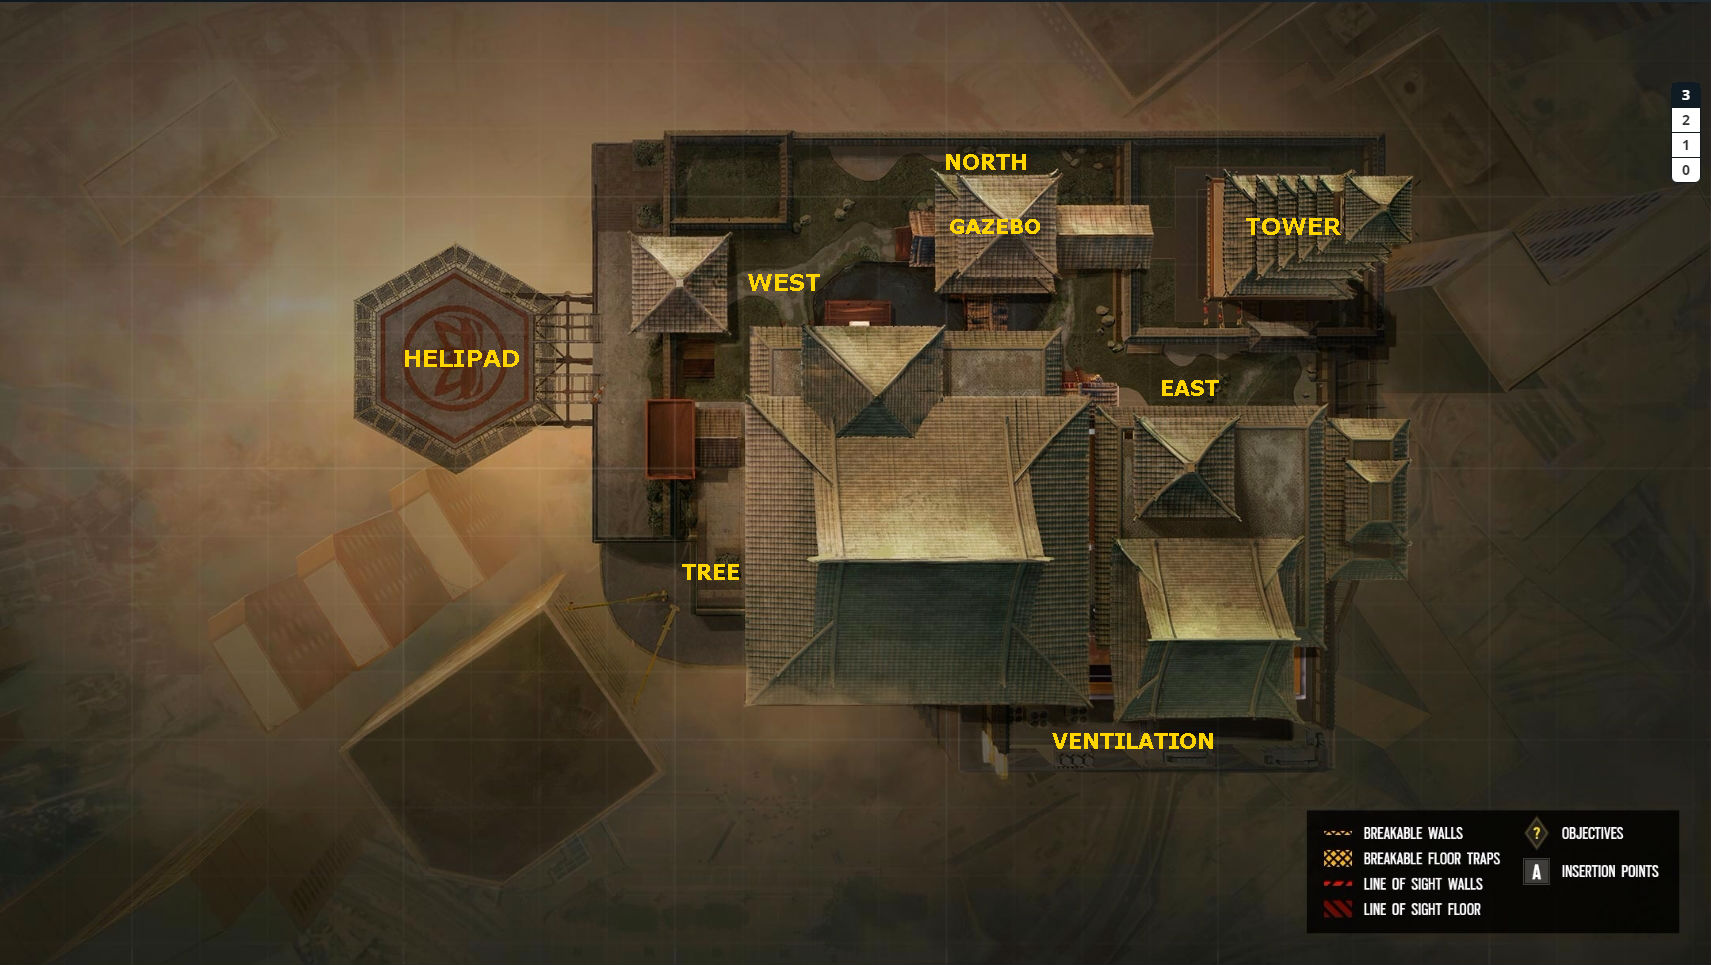 3
2
1
0
NORTH
GAZEBO
TOWER
WEST
HELIPAD
EAST
TREE
VENTILATION
BREAKABLE WALLS
BREAKABLE FLOOR TRAPS
LINE OF SIGHT WALLS
LINE OF SIGHT FLOOR
? OBJECTIVES
A INSERTION POINTS